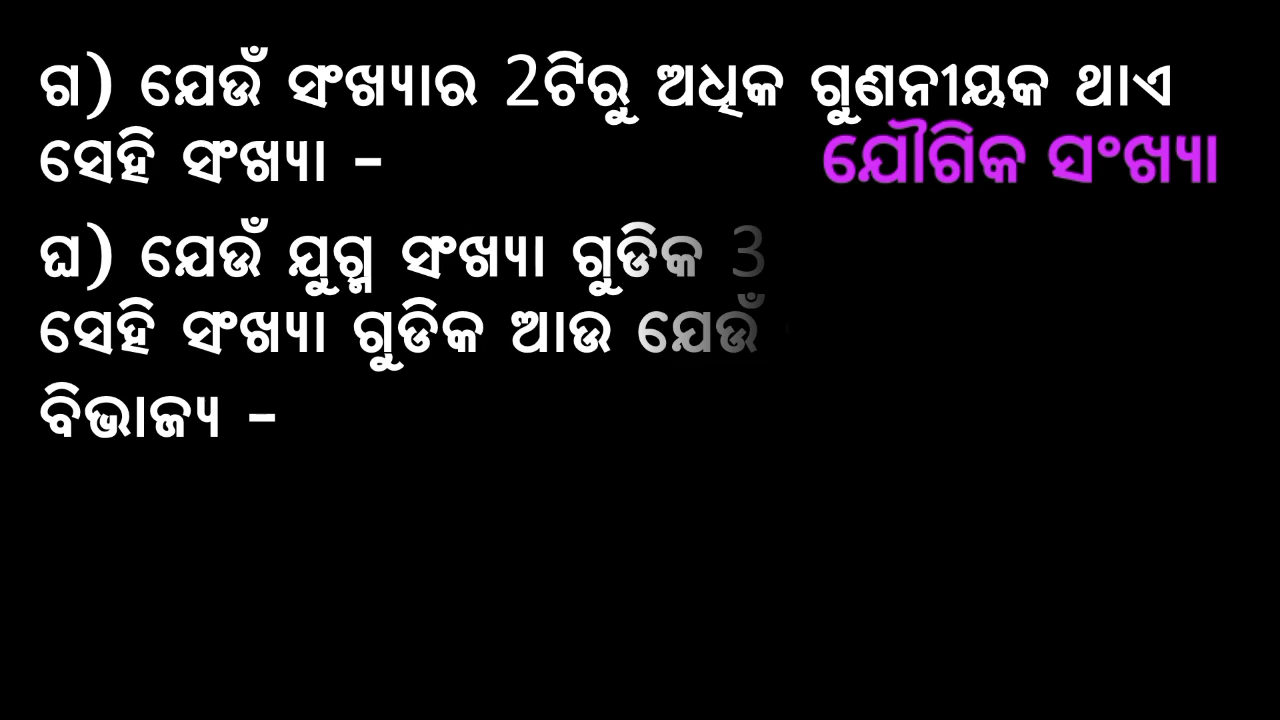 ଗ) ଯେଉଁ ସଂଖ୍ୟାର 2ଟିରୁ ଅଧିକ ଗୁଣନୀୟକ ଥାଏ
ସେହି ସଂଖ୍ୟା – ଯୌଗିକ ସଂଖ୍ୟା
ଘ) ଯେଉଁ ଯୁଗ୍ମ ସଂଖ୍ୟା ଗୁଡିକ 3
ସେହି ସଂଖ୍ୟା ଗୁଡିକ ଆଉ ଯେଉଁ
ବିଭାଜ୍ୟ –